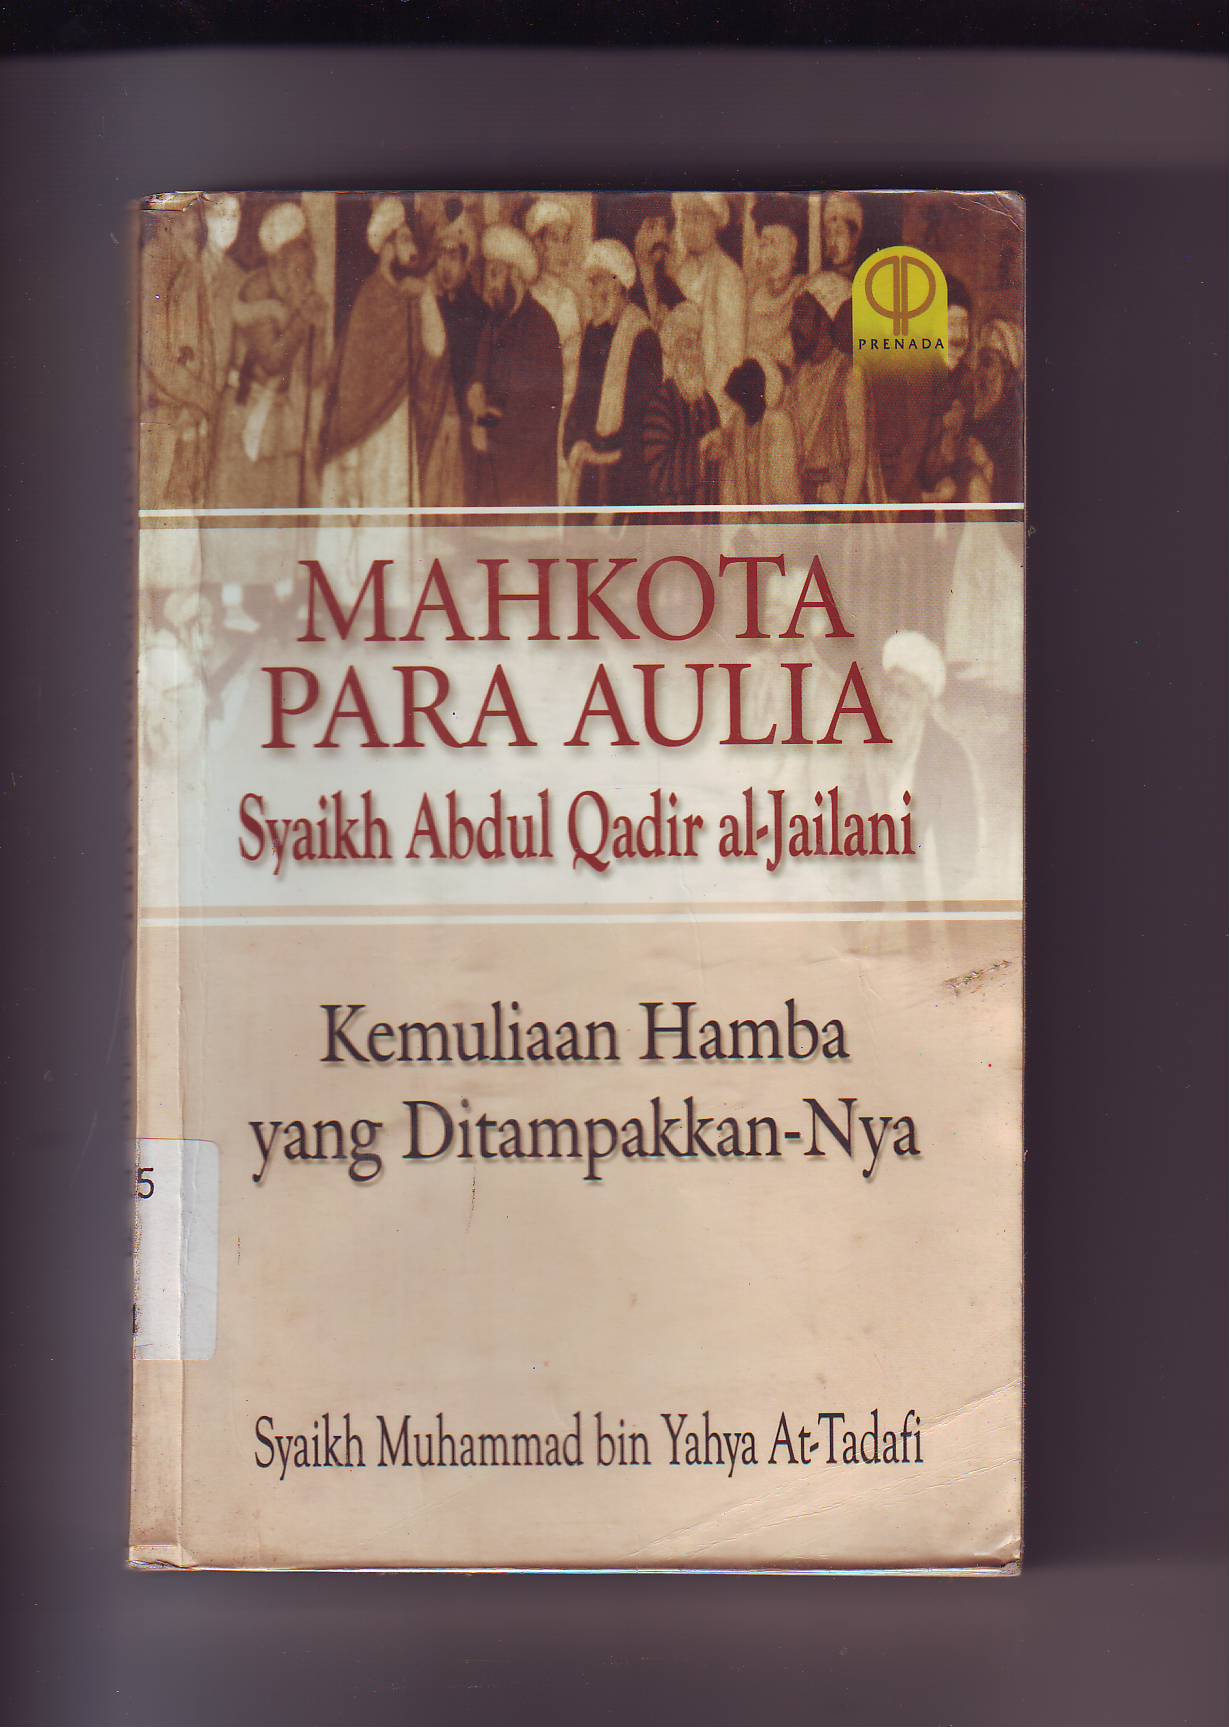 PRENADA
MAHKOTA
PARA AULIA
Syaikh Abdul Qadir al-Jailani
Kemuliaan Hamba
yang Ditampakkan-Nya
5
Syaikh Muhammad bin Yahya At-Tadafi